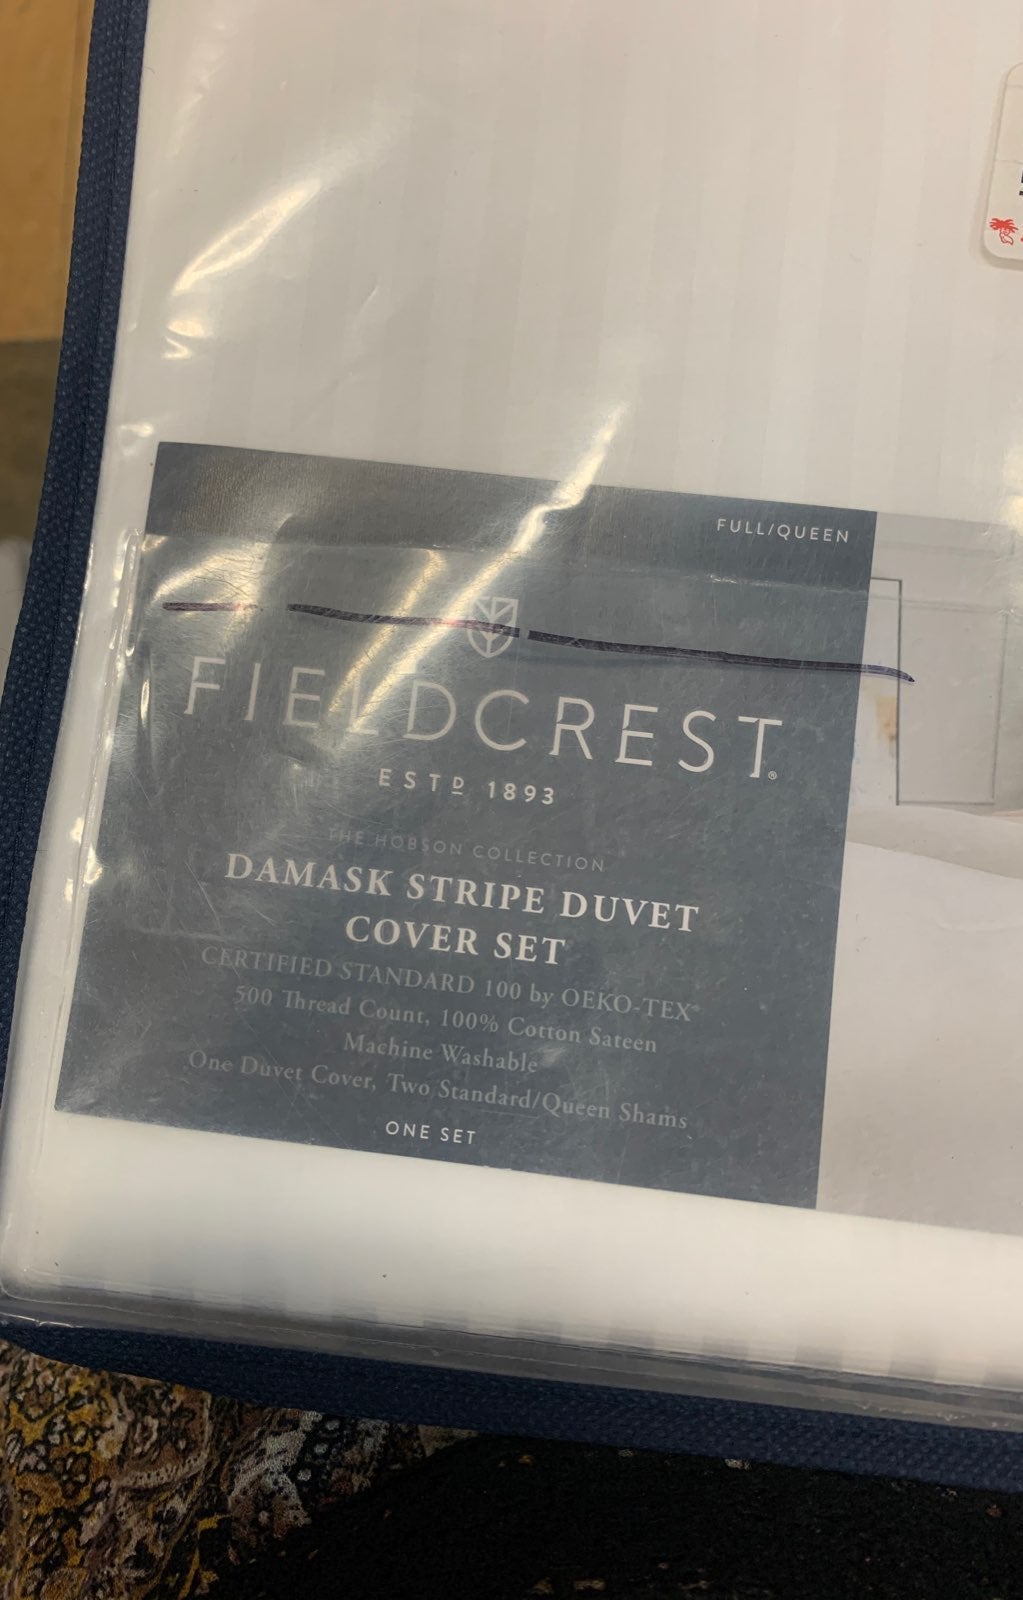 FULL/QUEEN
FIELDCREST®
ESTD 1893
THE HOBSON COLLECTION
DAMASK STRIPE DUVET
COVER SET
CERTIFIED STANDARD 100 by OEKO-TEX®
500 Thread Count, 100% Cotton Sateen
Machine Washable
One Duvet Cover, Two Standard/Queen Shams
ONE SET